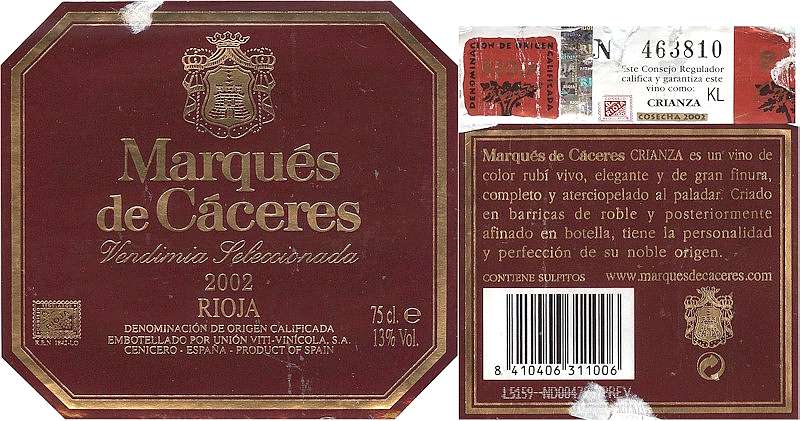 Marqués
de Cáceres
Vendimia Seleccionada
2002
RIOJA
DENOMINACIÓN DE ORIGEN CALIFICADA
EMBOTELLADO POR UNIÓN VITI-VINÍCOLA, S.A.
CENICERO - ESPAÑA - PRODUCT OF SPAIN
R.E.N 1842-LO
75 cl. e
13% Vol.
DENOMINACIÓN DE ORIGEN CALIFICADA
N 463810
Este Consejo Regulador
califica y garantiza este
vino como:
KL
CRIANZA
COSECHA 2002
Marqués de Cáceres CRIANZA es un vino de
color rubí vivo, elegante y de gran finura,
completo y aterciopelado al paladar. Criado
en barricas de roble y posteriormente
afinado en botella, tiene la personalidad
y perfección de su noble origen.
CONTIENE SULFITOS www.marquesdecaceres.com
8 410406 311006